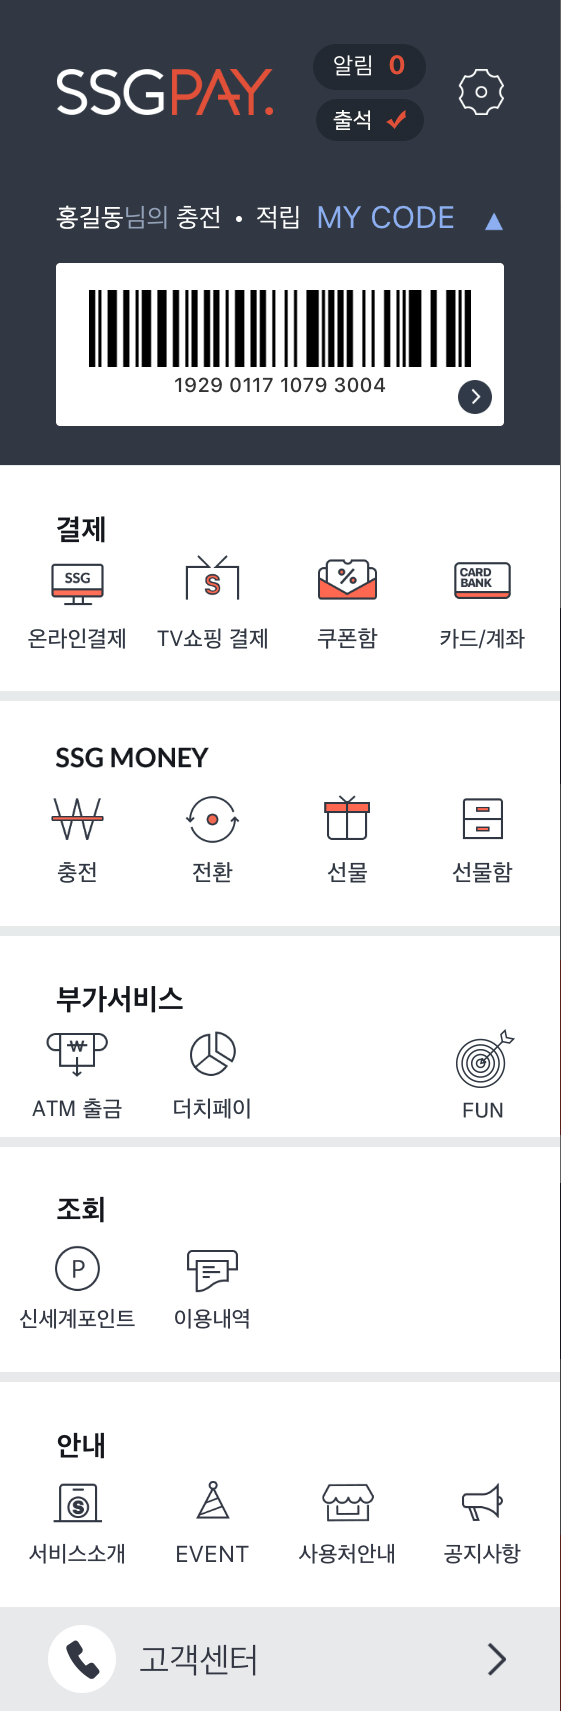 SSGPAY.
알림 0
출석
홍길동님의 충전 • 적립 MY CODE ▲
1929 0117 1079 3004
결제
SSG
S
%
CARD
BANK
온라인결제 TV쇼핑 결제 쿠폰함 카드/계좌
SSG MONEY
W
충전 전환 선물 선물함
부가서비스
₩
ATM 출금 더치페이 FUN
조회
P
신세계포인트 이용내역
안내
S
서비스소개 EVENT 사용처안내 공지사항
고객센터